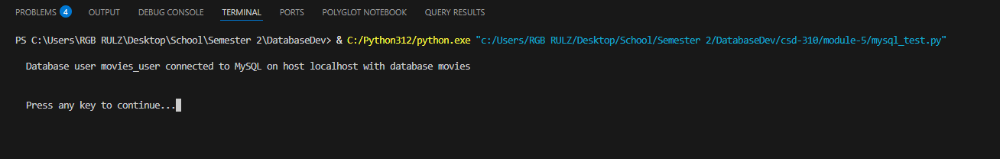 PROBLEMS 4 OUTPUT DEBUG CONSOLE TERMINAL PORTS POLYGLOT NOTEBOOK QUERY RESULTS
PS C:\Users\RGB RULZ\Desktop\School\Semester 2\DatabaseDev> & C:/Python312/python.exe "c:/Users/RGB RULZ/Desktop/School/Semester 2/DatabaseDev/csd-310/module-5/mysql_test.py"
Database user movies_user connected to MySQL on host localhost with database movies
Press any key to continue...